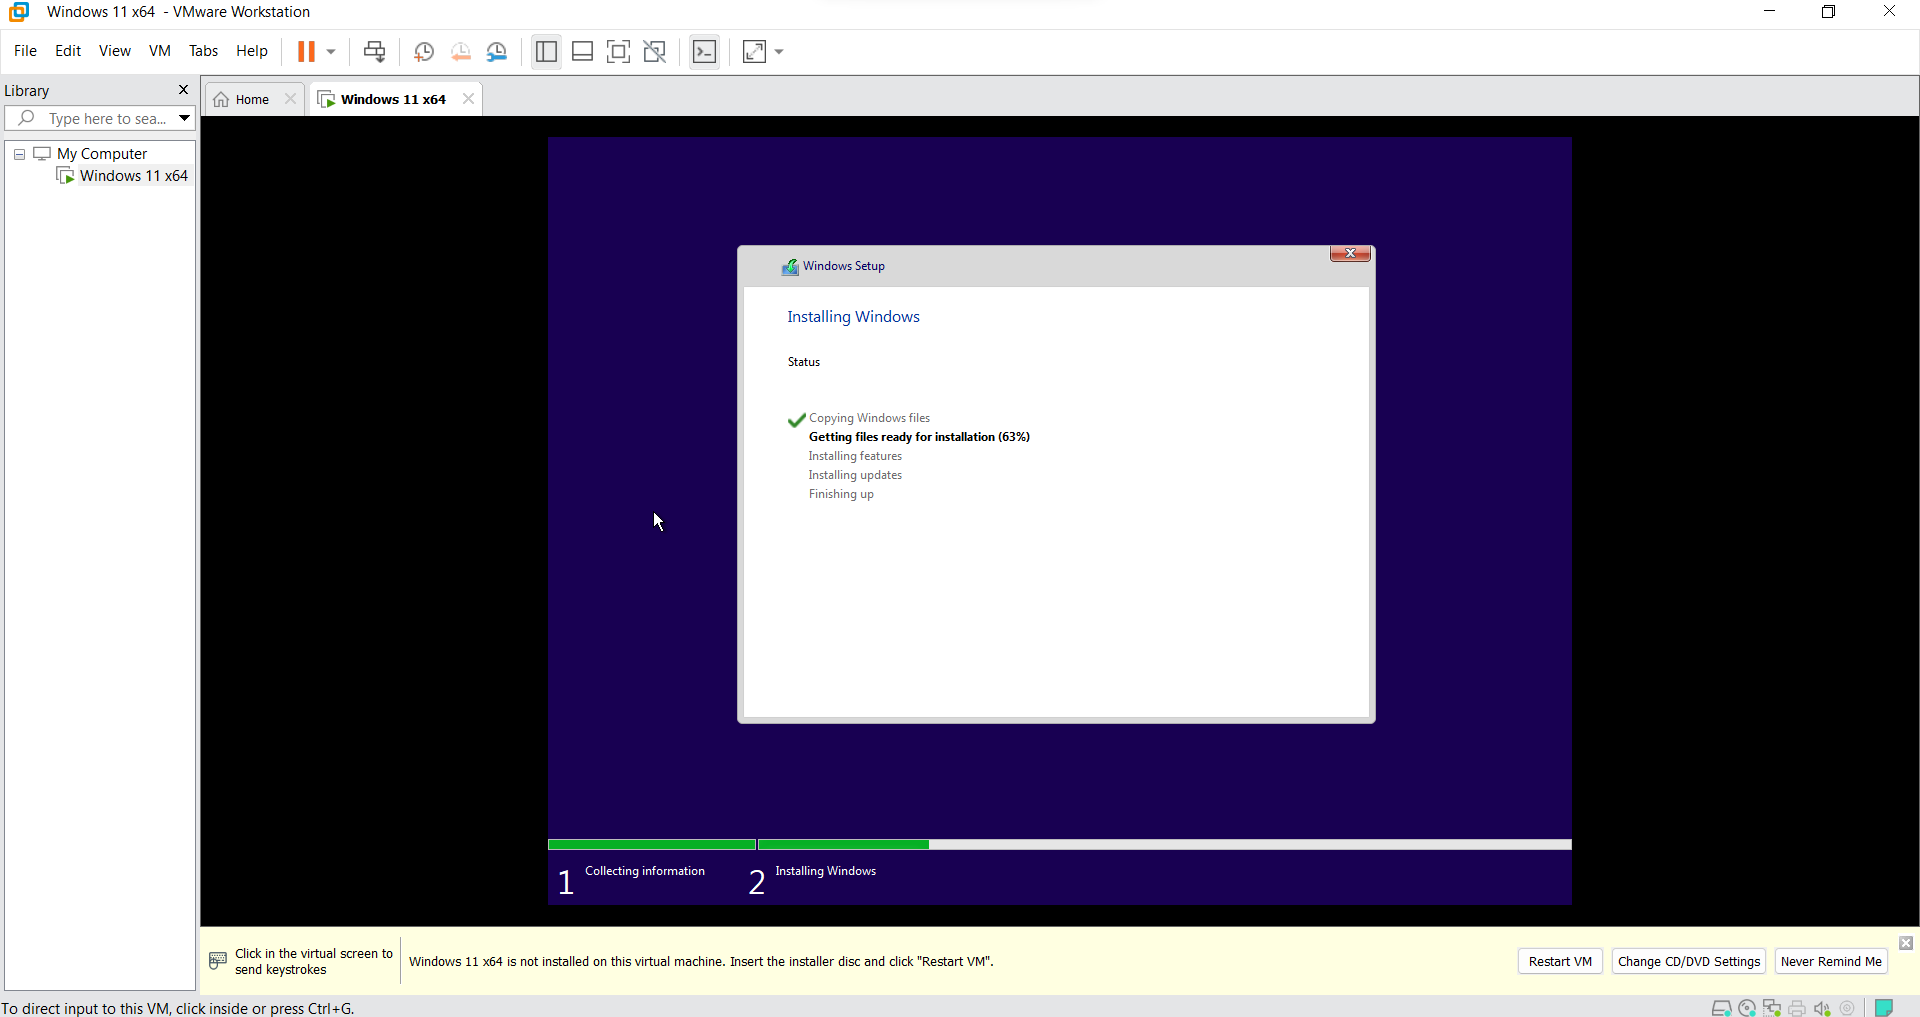 Windows 11 x64 - VMware Workstation
File Edit View VM Tabs Help
Library
Home
Windows 11 x64
Type here to sea...
My Computer
Windows 11 x64
Windows Setup
Installing Windows
Status
Copying Windows files
Getting files ready for installation (63%)
Installing features
Installing updates
Finishing up
1 Collecting information
2 Installing Windows
Click in the virtual screen to
send keystrokes
Windows 11 x64 is not installed on this virtual machine. Insert the installer disc and click "Restart VM".
Restart VM
Change CD/DVD Settings
Never Remind Me
To direct input to this VM, click inside or press Ctrl+G.